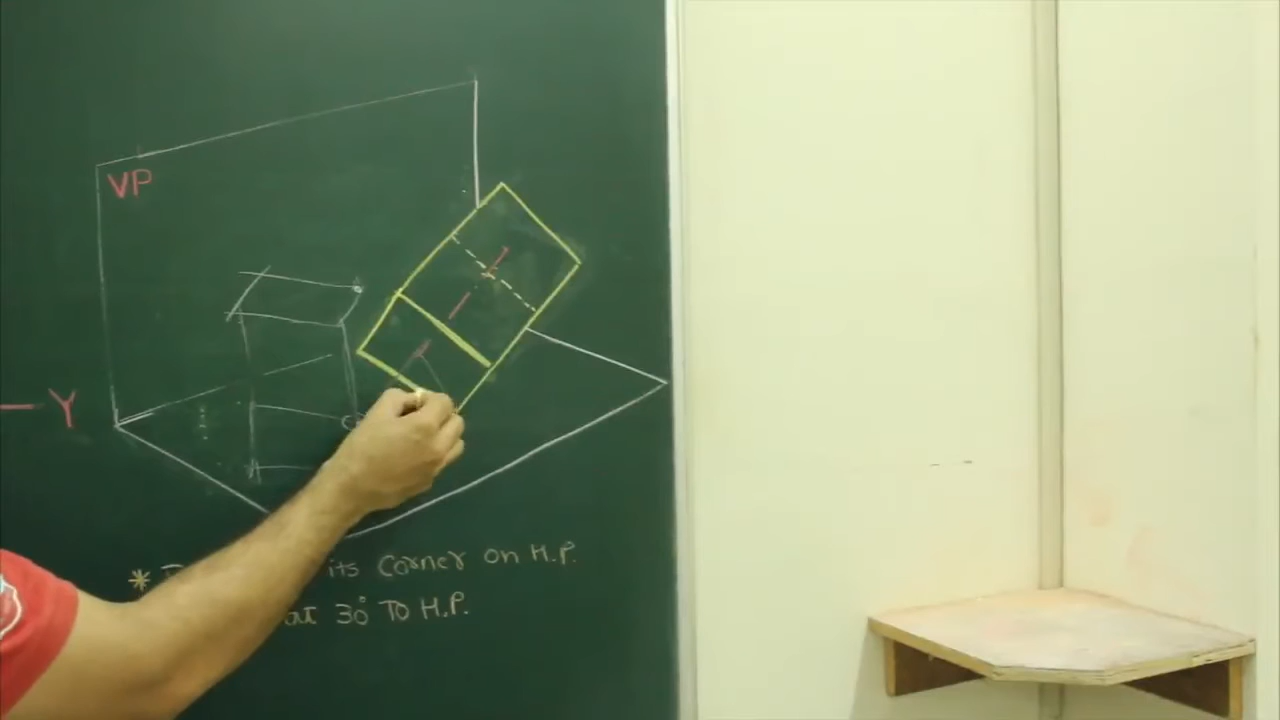 VP
Y
* its Corner on H.P.
at 30° TO H.P.